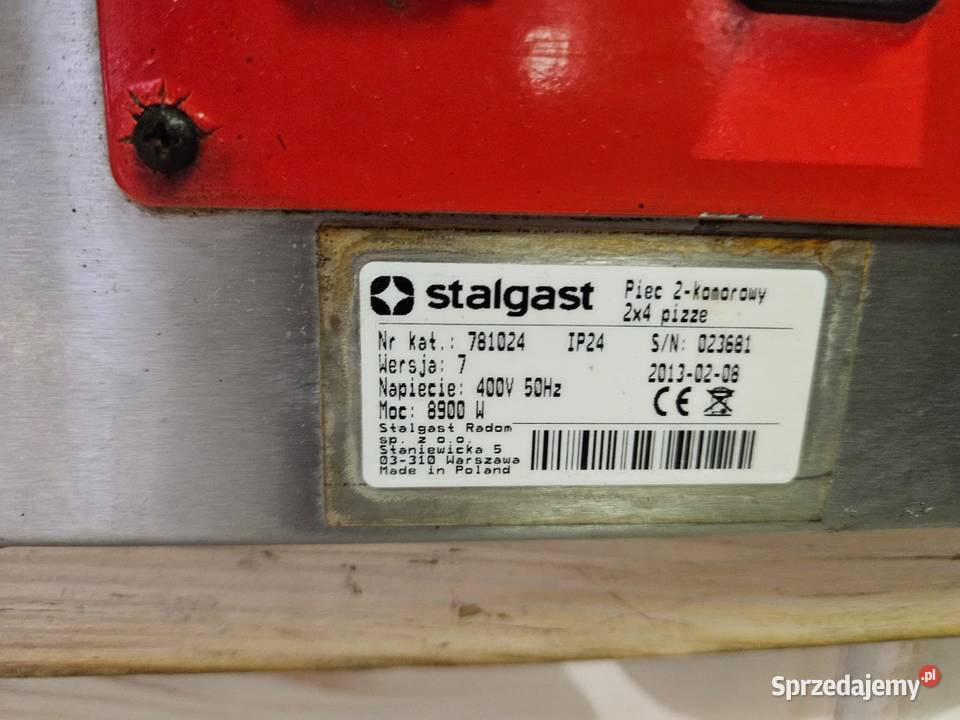 stalgast
Piec 2-komorowy
2x4 pizze
Nr kat.: 781024 IP24 S/N: 023681
Wersja: 7
2013-02-08
Napiecie: 400V 50Hz
Moc: 8900 W
CE
Stalgast Radom
sp. z o.o.
Staniewicka 5
03-310 Warszawa
Made in Poland
Sprzedajemy.pl